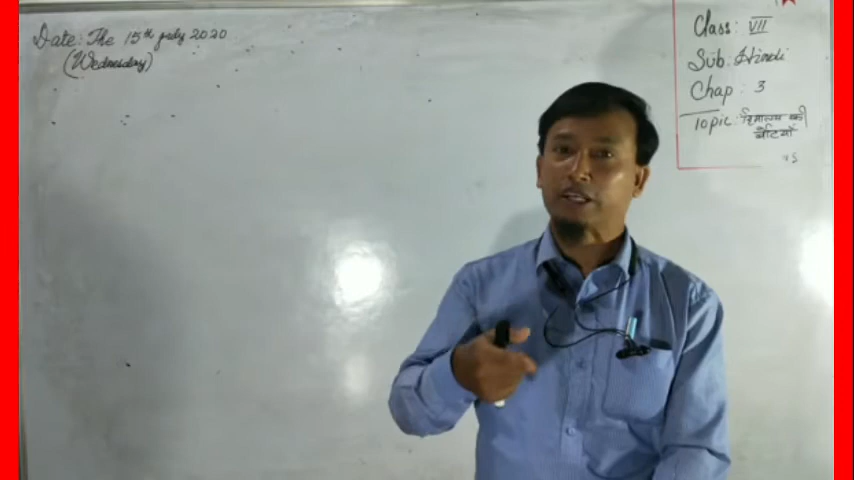 Date: The 15th july 2020
(Wednesday)
Class: VII
Sub: Hindi
Chap: 3
Topic: हिमालय की
बेटियाँ